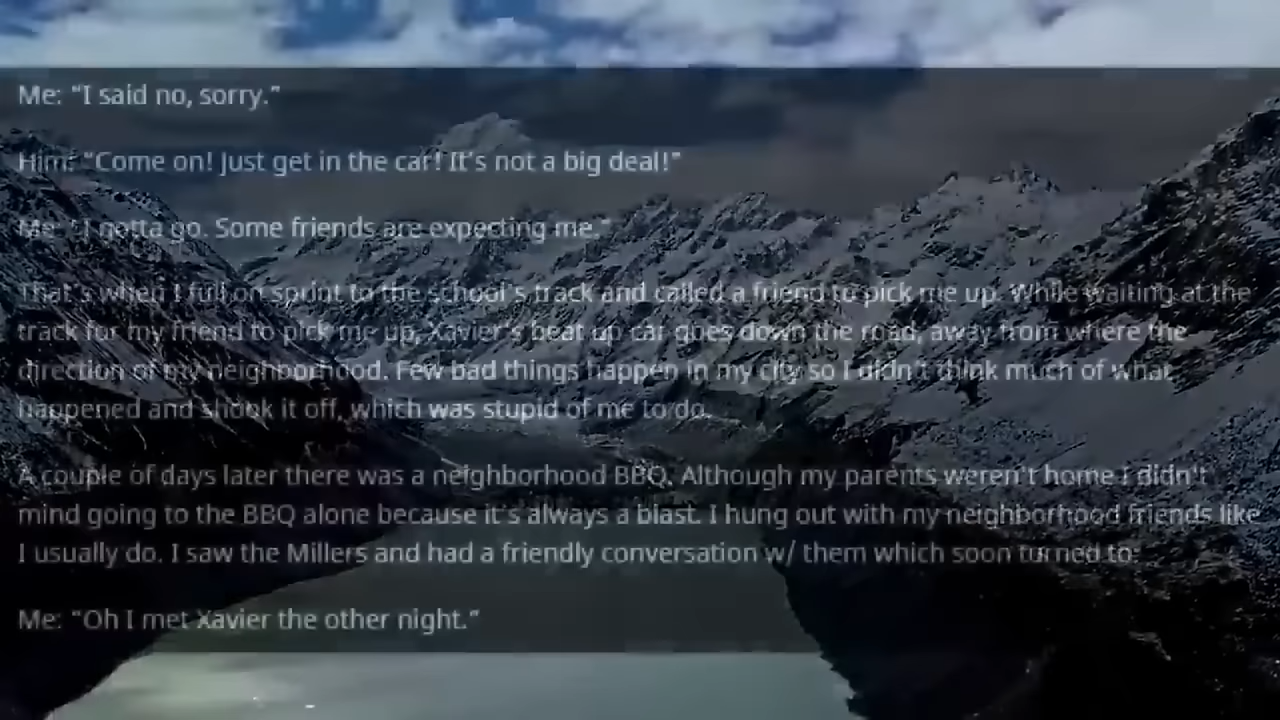 Me: “I said no, sorry.”
Him: “Come on! Just get in the car! It’s not a big deal!”
Me: “I gotta go. Some friends are expecting me.”
That’s when I full on sprint to the school’s track and called a friend to pick me up. While waiting at the
track for my friend to pick me up, Xavier’s beat up car goes down the road, away from where the
direction of my neighborhood. Few bad things happen in my city so I didn’t think much of what
happened and shook it off, which was stupid of me to do.
A couple of days later there was a neighborhood BBQ. Although my parents weren’t home I didn’t
mind going to the BBQ alone because it’s always a blast. I hung out with my neighborhood friends like
I usually do. I saw the Millers and had a friendly conversation w/ them which soon turned to:
Me: “Oh I met Xavier the other night.”